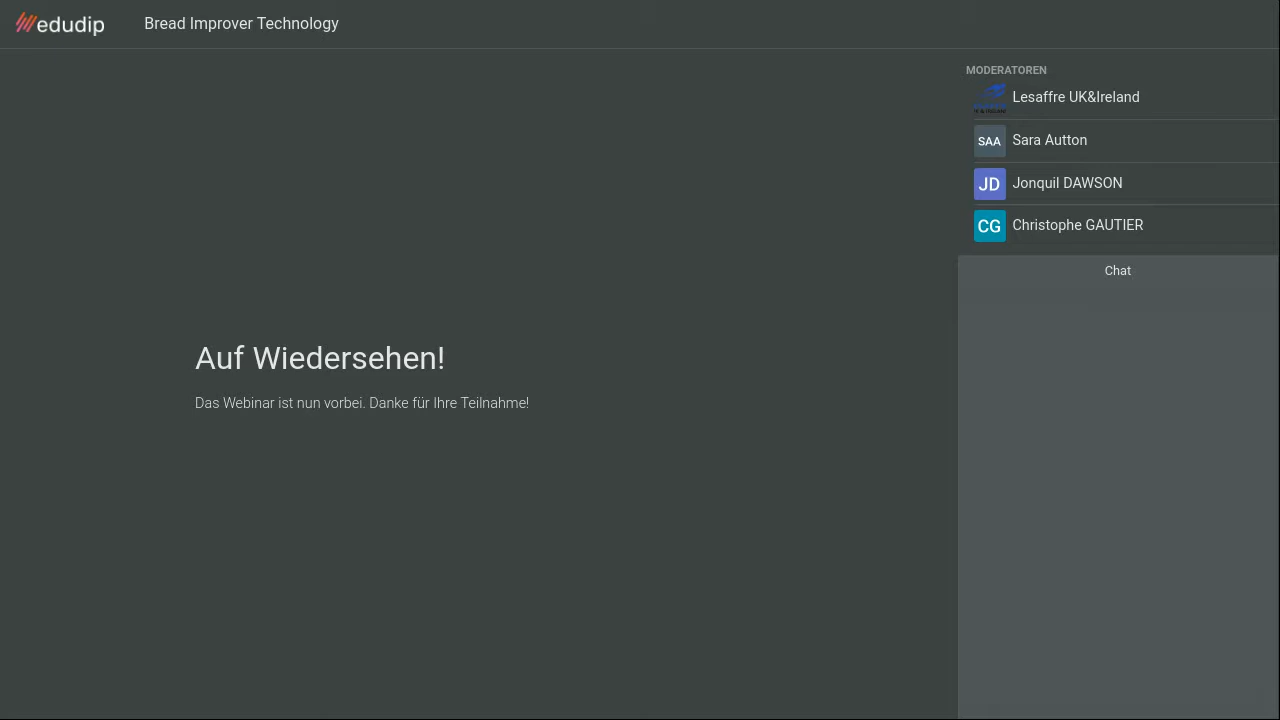 edudip
Bread Improver Technology
MODERATOREN
Lesaffre UK&Ireland
SAA
Sara Autton
JD
Jonquil DAWSON
CG
Christophe GAUTIER
Chat
Auf Wiedersehen!
Das Webinar ist nun vorbei. Danke für Ihre Teilnahme!